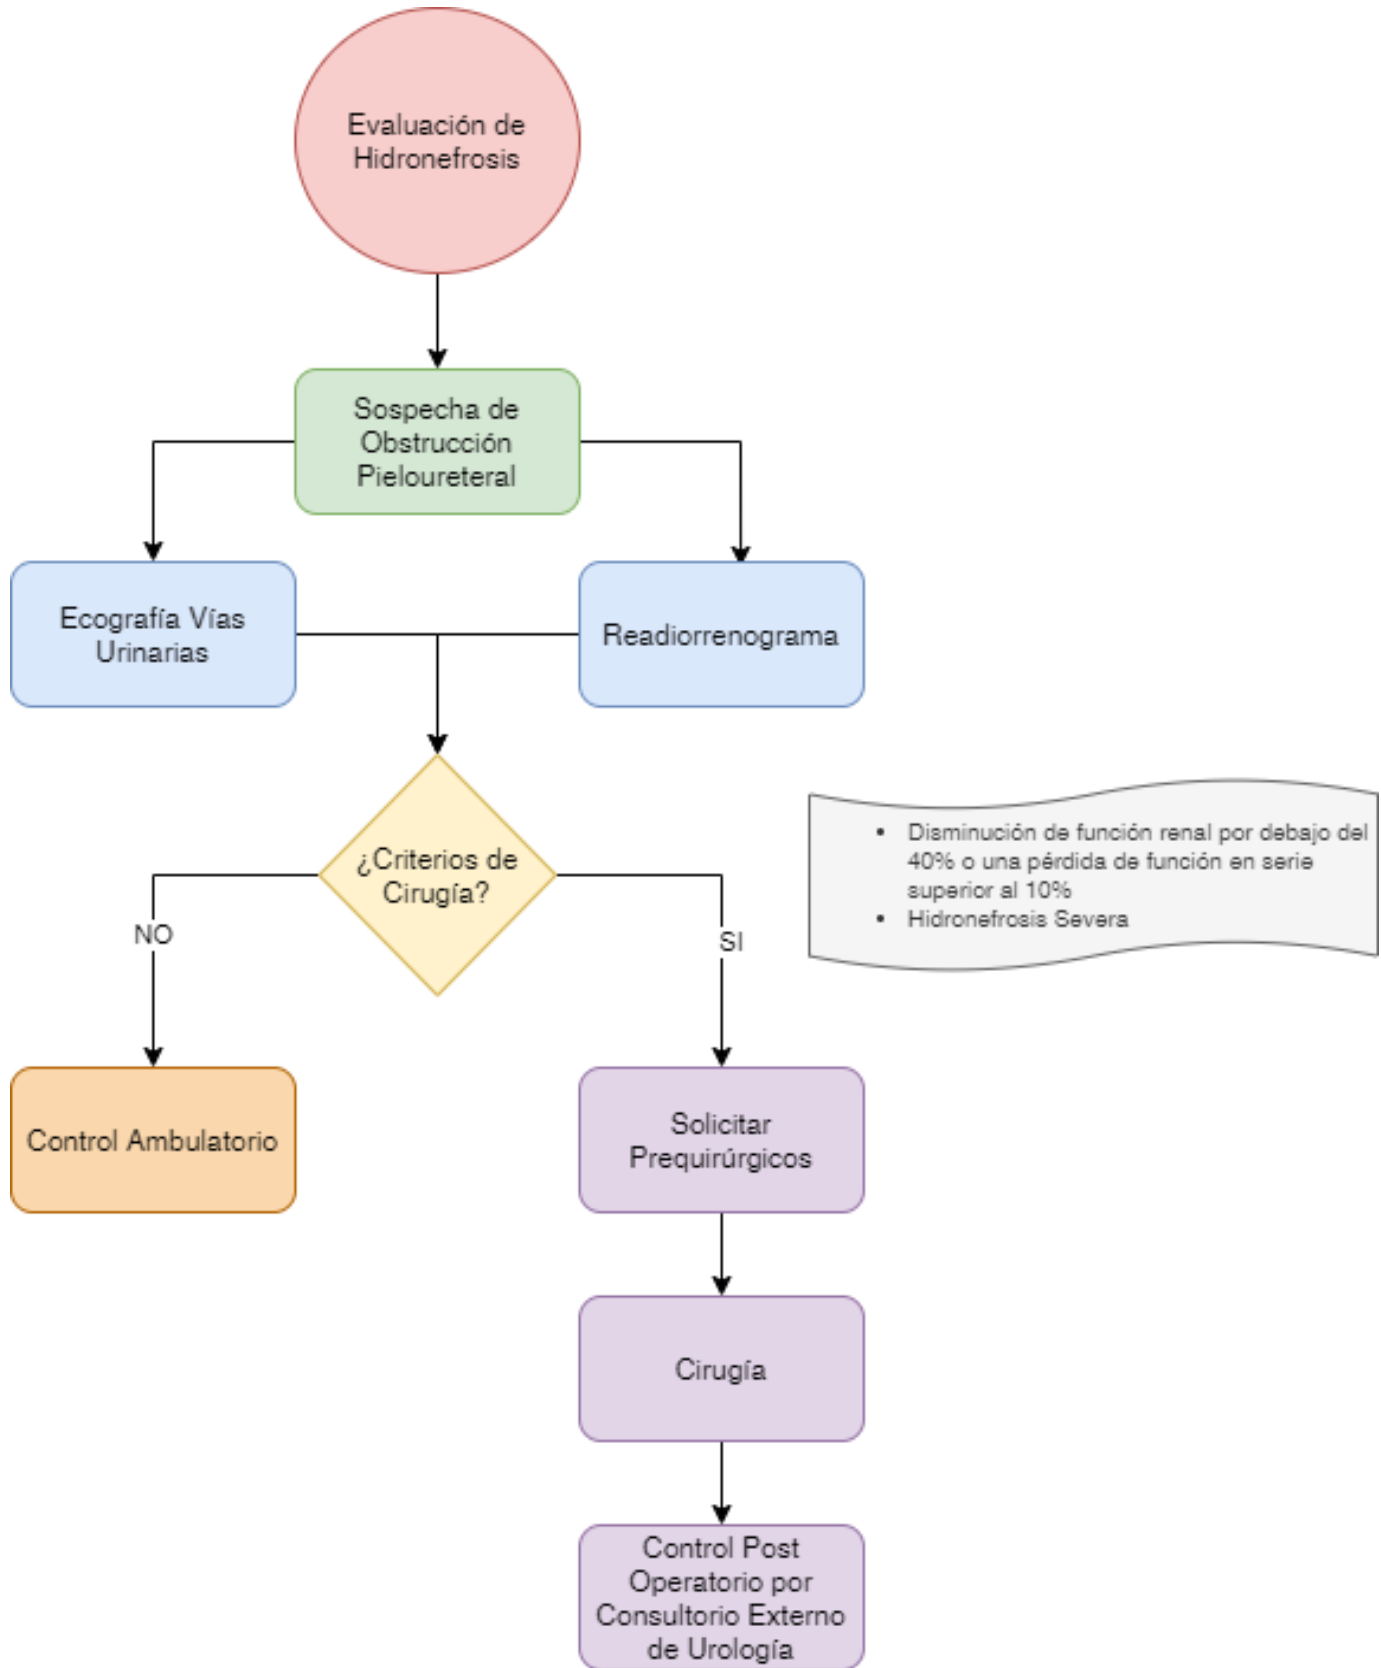 Evaluación de
Hidronefrosis
Sospecha de
Obstrucción
Pieloureteral
Ecografía Vías
Urinarias
Readiorrenograma
¿Criterios de
Cirugía?
• Disminución de función renal por debajo del
40% o una pérdida de función en serie
superior al 10%
• Hidronefrosis Severa
NO
SI
Control Ambulatorio
Solicitar
Prequirúrgicos
Cirugía
Control Post
Operatorio por
Consultorio Externo
de Urología